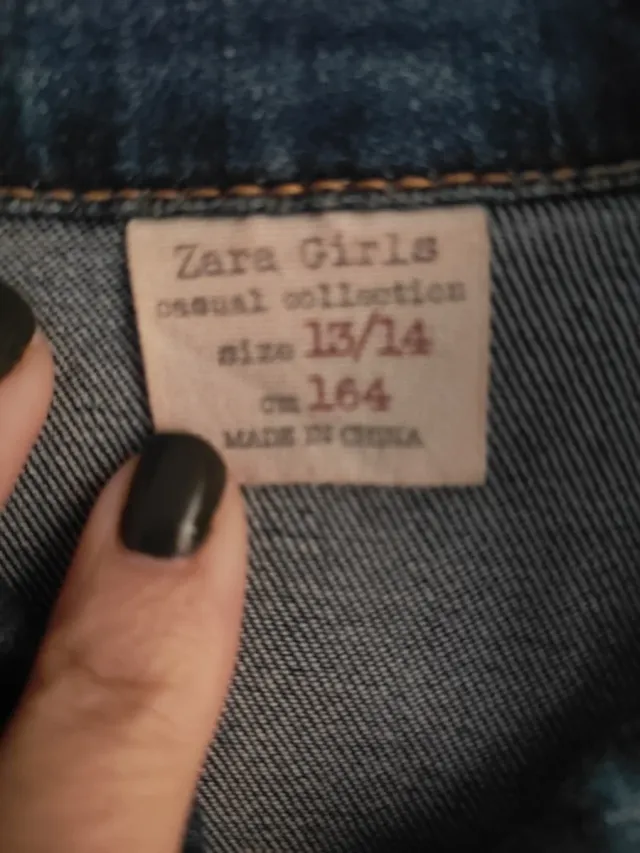 Zara Girls
casual collection
size 13/14
cm 164
MADE IN CHINA